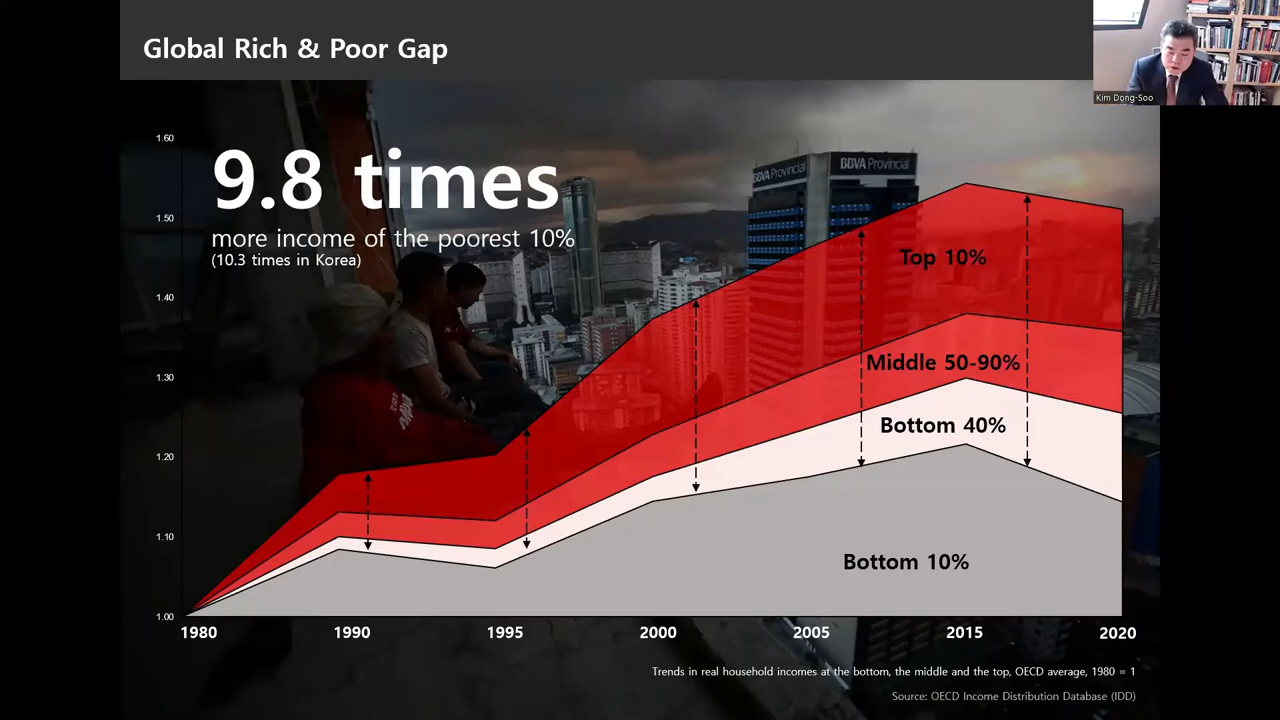 Global Rich & Poor Gap
Kim Dong-Soo
1.60
9.8 times
more income of the poorest 10%
(10.3 times in Korea)
BBVA Provincial
BBVA Provincial
1.50
Top 10%
1.40
1.30
Middle 50-90%
Bottom 40%
1.20
1.10
Bottom 10%
1.00
1980 1990 1995 2000 2005 2015 2020
Trends in real household incomes at the bottom, the middle and the top, OECD average, 1980 = 1
Source: OECD Income Distribution Database (IDD)